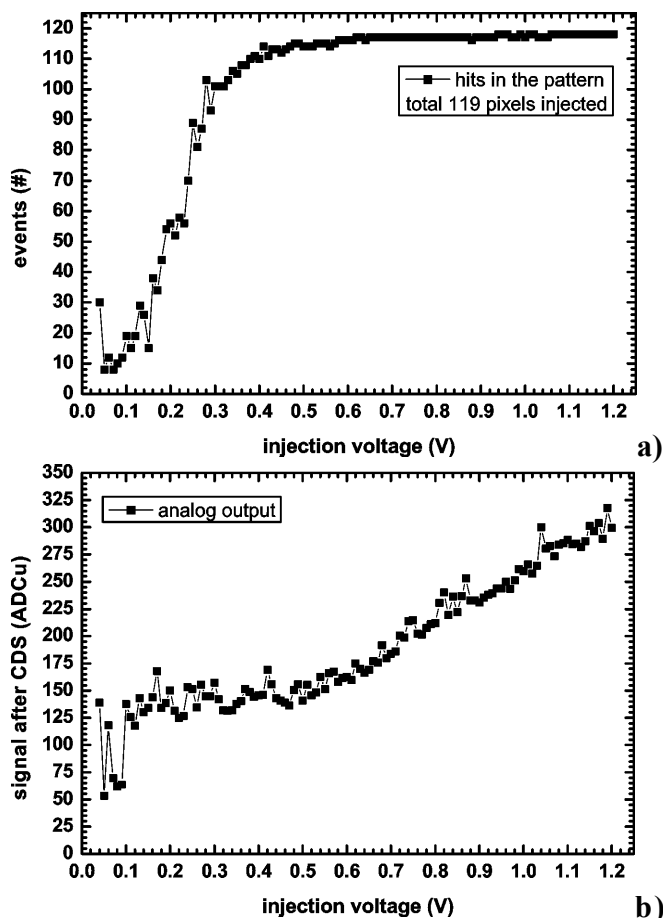 120
110
100
90
80
70
60
50
40
30
20
10
0
events (#)
hits in the pattern
total 119 pixels injected
0.0 0.1 0.2 0.3 0.4 0.5 0.6 0.7 0.8 0.9 1.0 1.1 1.2
injection voltage (V)
a)
350
325
300
275
250
225
200
175
150
125
100
75
50
25
0
signal after CDS (ADCu)
analog output
0.0 0.1 0.2 0.3 0.4 0.5 0.6 0.7 0.8 0.9 1.0 1.1 1.2
injection voltage (V)
b)